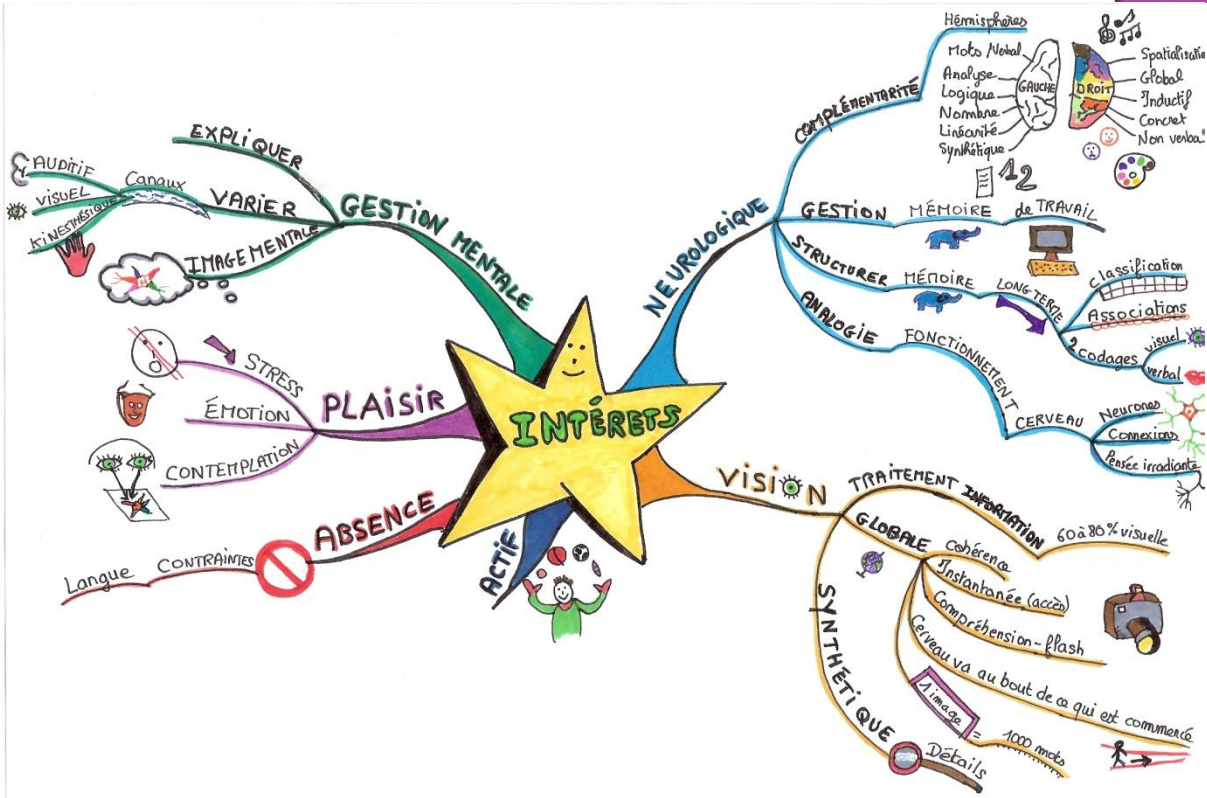 INTÉRETS
NEUROLOGIQUE
COMPLÉMENTARITÉ
Hémisphères
GAUCHE
Mots /Verbal
Analyse
Logique
Nombre
Linéarité
Synthétique
DROIT
Spatialisatio
Global
Inductif
Concret
Non verbal
12
GESTION
MÉMOIRE
de TRAVAIL
STRUCTURER
MÉMOIRE
LONG TERME
Classification
Associations
2 codages
visuel
verbal
ANALOGIE
FONCTIONNEMENT
CERVEAU
Neurones
Connexions
Pensée irradiante
VISION
TRAITEMENT INFORMATION
60 à 80% visuelle
GLOBALE
cohérence
Instantanée (accès)
Compréhension-flash
Cerveau va au bout de ce qui est commencé
1 image
=
1000 mots
SYNTHÉTIQUE
Détails
ACTIF
ABSENCE
CONTRAINTES
Langue
PLAISIR
STRESS
ÉMOTION
CONTEMPLATION
GESTION MENTALE
EXPLIQUER
VARIER
Canaux
AUDITIF
VISUEL
KINESTHÉSIQUE
IMAGE MENTALE